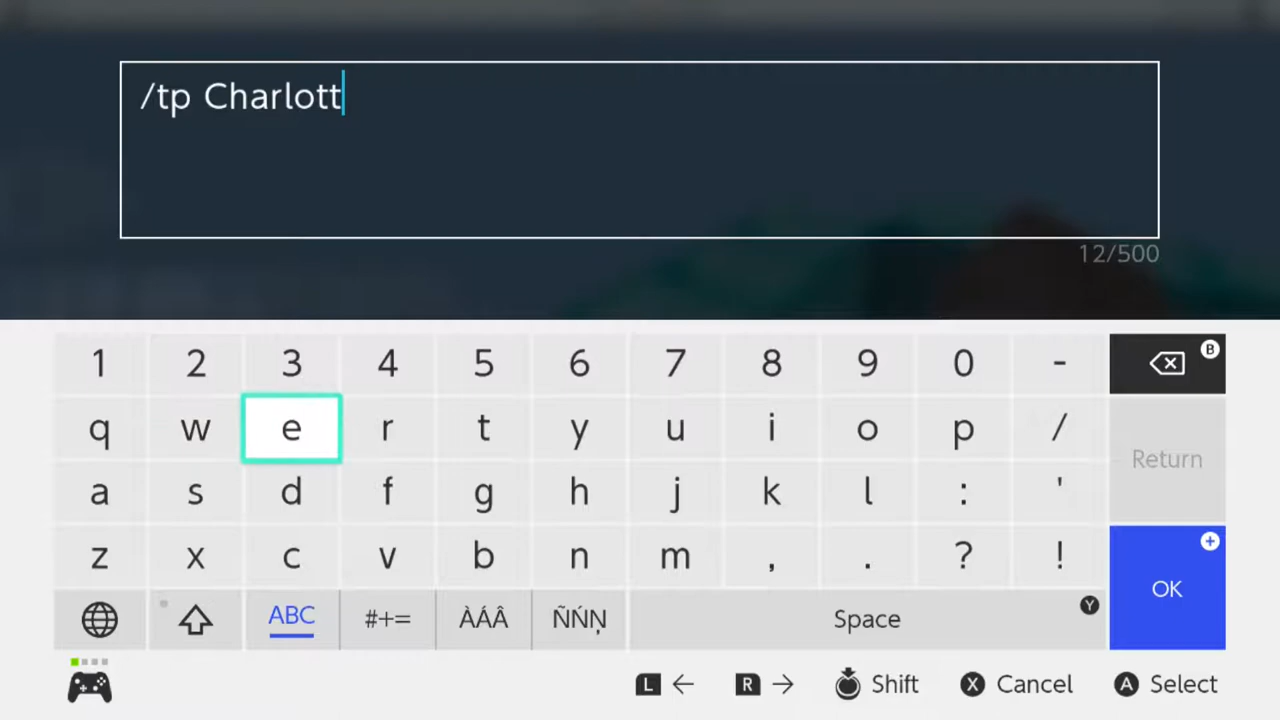 /tp Charlott
12/500
1 2 3 4 5 6 7 8 9 0 -
B
q w e r t y u i o p /
Return
a s d f g h j k l : '
z x c v b n m , . ? !
+
OK
ABC #+= ÀÁÂ ÑŃŅ Space Y
L ← R → Shift X Cancel A Select